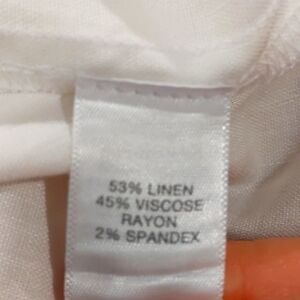 53% LINEN
45% VISCOSE
RAYON
2% SPANDEX